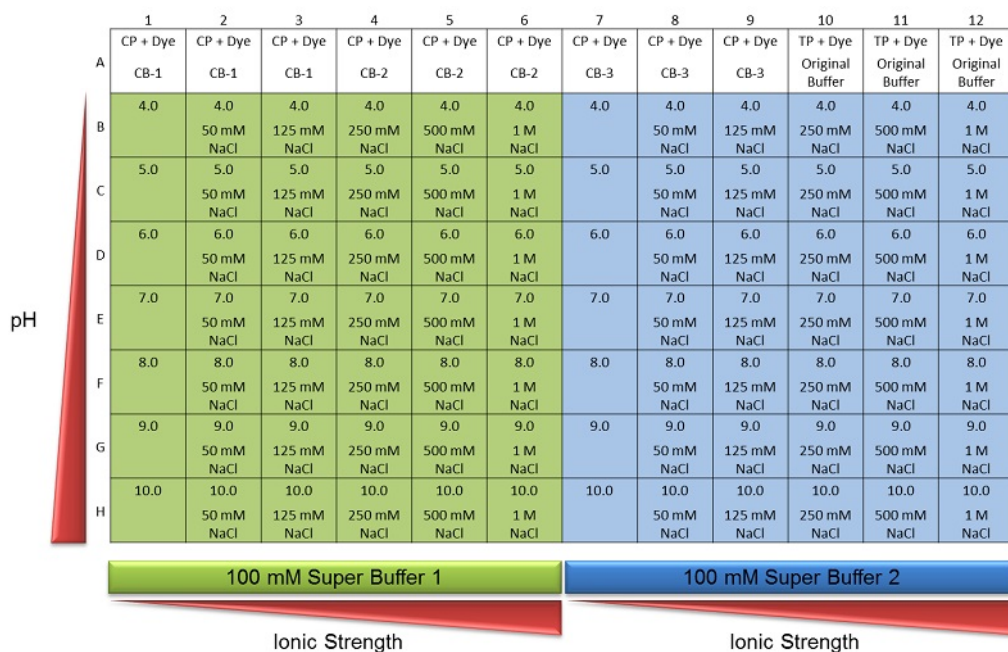 1 2 3 4 5 6 7 8 9 10 11 12
CP + Dye CP + Dye CP + Dye CP + Dye CP + Dye CP + Dye CP + Dye CP + Dye CP + Dye TP + Dye TP + Dye TP + Dye
A
CB-1 CB-1 CB-1 CB-2 CB-2 CB-2 CB-3 CB-3 CB-3 Original Original Original
Buffer Buffer Buffer
4.0 4.0 4.0 4.0 4.0 4.0 4.0 4.0 4.0 4.0 4.0 4.0
B
50 mM 125 mM 250 mM 500 mM 1 M 50 mM 125 mM 250 mM 500 mM 1 M
NaCl NaCl NaCl NaCl NaCl NaCl NaCl NaCl NaCl NaCl
5.0 5.0 5.0 5.0 5.0 5.0 5.0 5.0 5.0 5.0 5.0 5.0
C
50 mM 125 mM 250 mM 500 mM 1 M 50 mM 125 mM 250 mM 500 mM 1 M
NaCl NaCl NaCl NaCl NaCl NaCl NaCl NaCl NaCl NaCl
6.0 6.0 6.0 6.0 6.0 6.0 6.0 6.0 6.0 6.0 6.0 6.0
D
50 mM 125 mM 250 mM 500 mM 1 M 50 mM 125 mM 250 mM 500 mM 1 M
NaCl NaCl NaCl NaCl NaCl NaCl NaCl NaCl NaCl NaCl
7.0 7.0 7.0 7.0 7.0 7.0 7.0 7.0 7.0 7.0 7.0 7.0
pH
E
50 mM 125 mM 250 mM 500 mM 1 M 50 mM 125 mM 250 mM 500 mM 1 M
NaCl NaCl NaCl NaCl NaCl NaCl NaCl NaCl NaCl NaCl
8.0 8.0 8.0 8.0 8.0 8.0 8.0 8.0 8.0 8.0 8.0 8.0
F
50 mM 125 mM 250 mM 500 mM 1 M 50 mM 125 mM 250 mM 500 mM 1 M
NaCl NaCl NaCl NaCl NaCl NaCl NaCl NaCl NaCl NaCl
9.0 9.0 9.0 9.0 9.0 9.0 9.0 9.0 9.0 9.0 9.0 9.0
G
50 mM 125 mM 250 mM 500 mM 1 M 50 mM 125 mM 250 mM 500 mM 1 M
NaCl NaCl NaCl NaCl NaCl NaCl NaCl NaCl NaCl NaCl
10.0 10.0 10.0 10.0 10.0 10.0 10.0 10.0 10.0 10.0 10.0 10.0
H
50 mM 125 mM 250 mM 500 mM 1 M 50 mM 125 mM 250 mM 500 mM 1 M
NaCl NaCl NaCl NaCl NaCl NaCl NaCl NaCl NaCl NaCl
100 mM Super Buffer 1 100 mM Super Buffer 2
Ionic Strength Ionic Strength